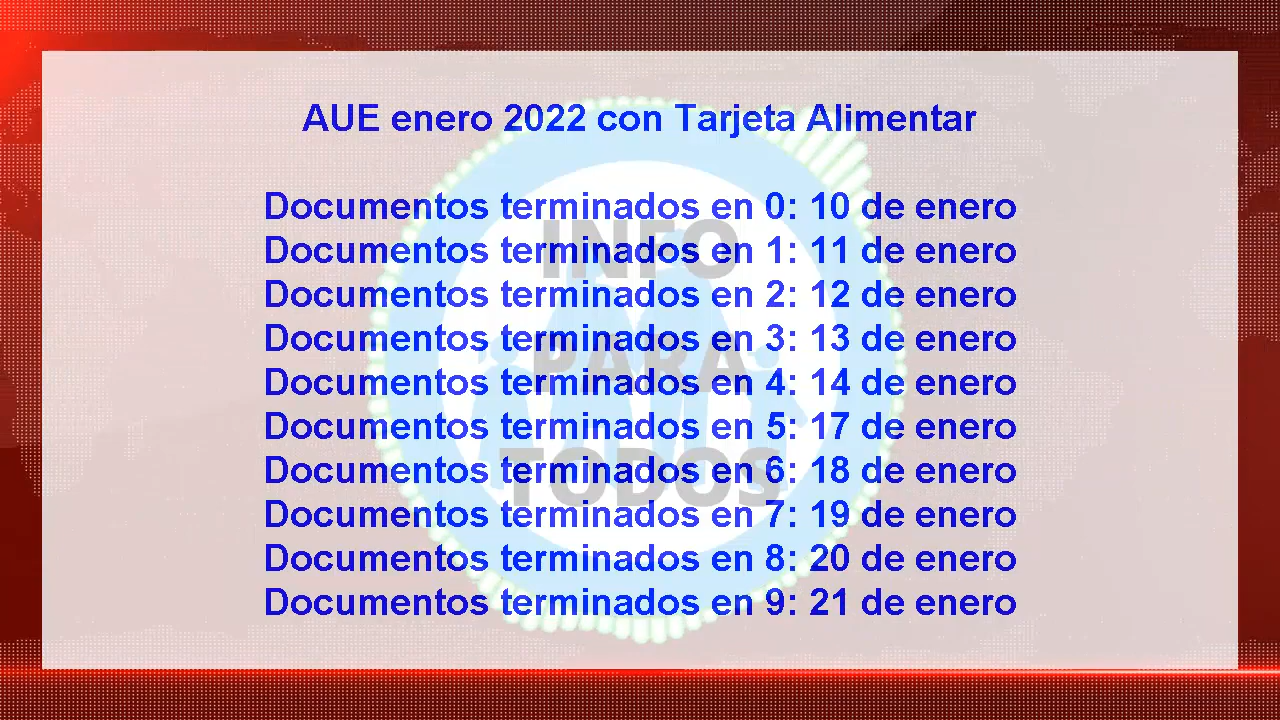 AUE enero 2022 con Tarjeta Alimentar
Documentos terminados en 0: 10 de enero
Documentos terminados en 1: 11 de enero
Documentos terminados en 2: 12 de enero
Documentos terminados en 3: 13 de enero
Documentos terminados en 4: 14 de enero
Documentos terminados en 5: 17 de enero
Documentos terminados en 6: 18 de enero
Documentos terminados en 7: 19 de enero
Documentos terminados en 8: 20 de enero
Documentos terminados en 9: 21 de enero
INFO
PARA
TODOS